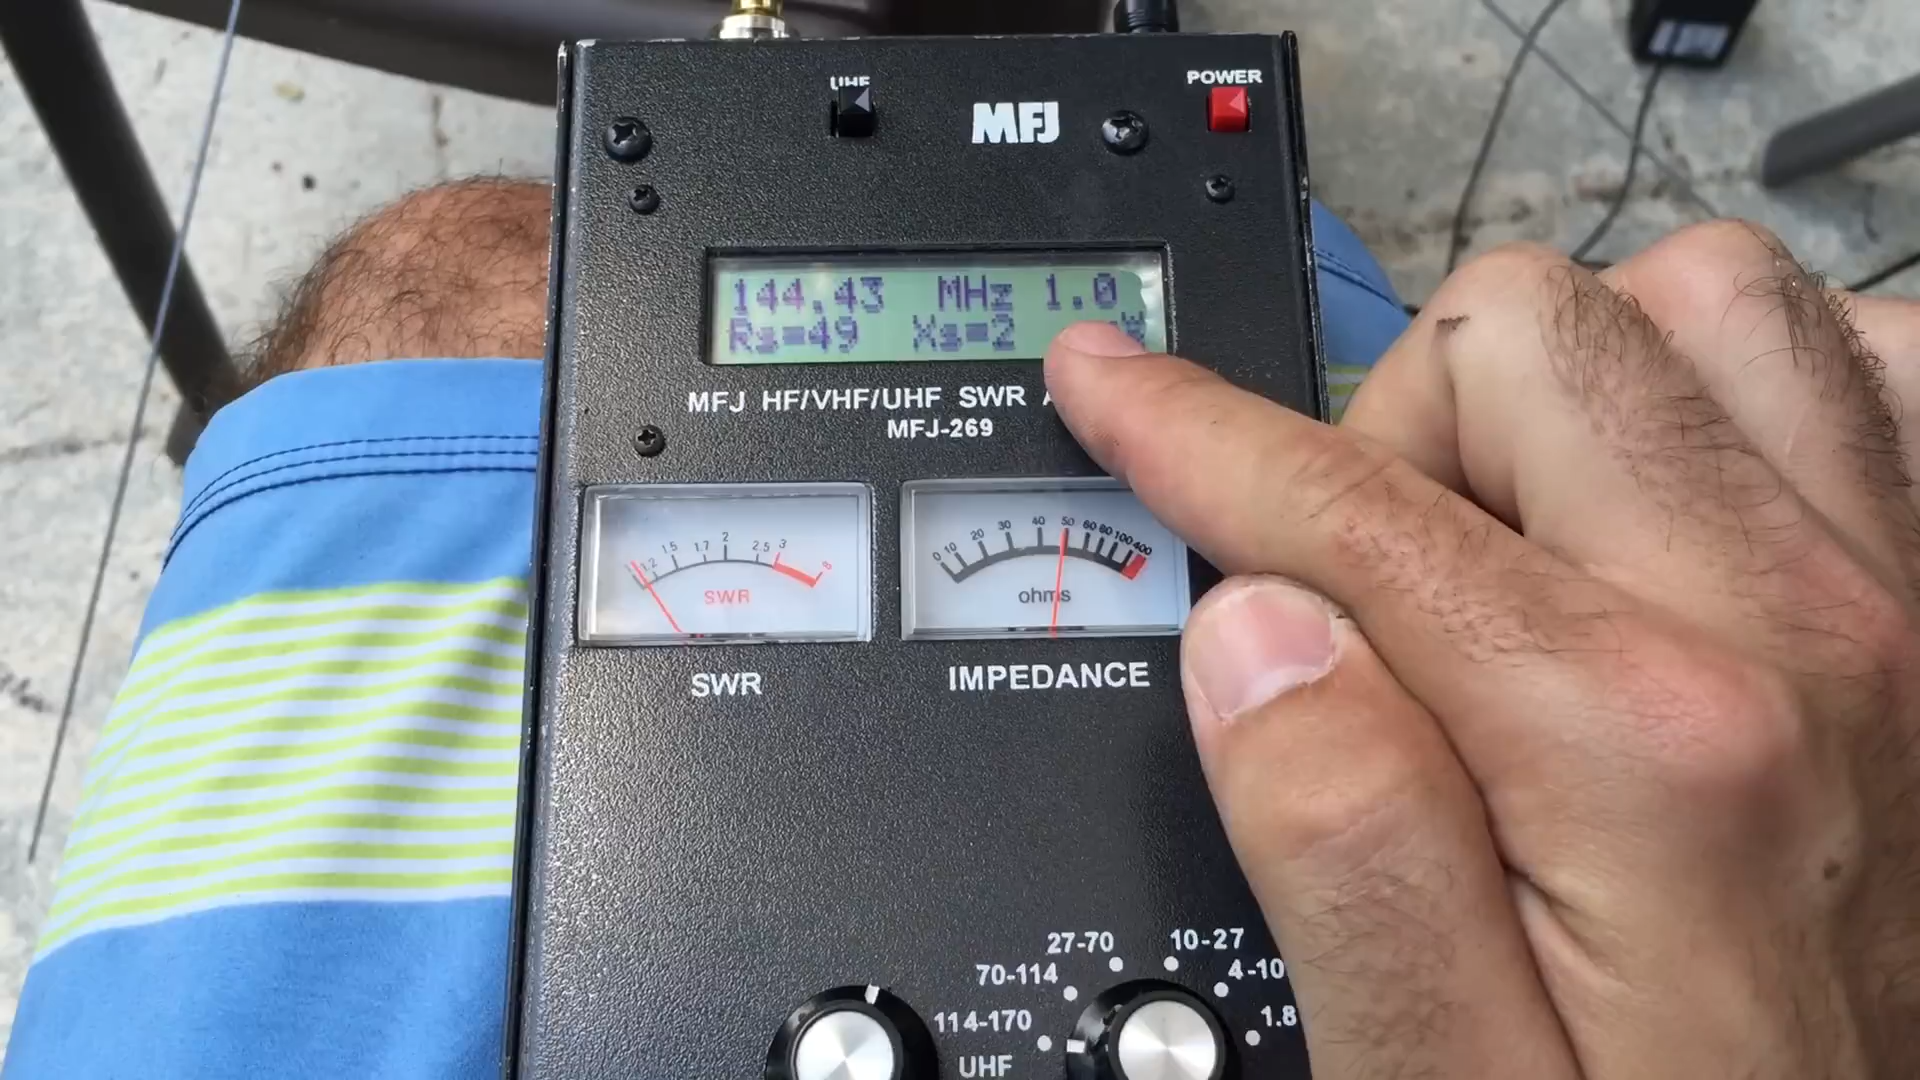 UHF
POWER
MFJ
144.43 MHz 1.0
Rs=49 Xs=2
MFJ HF/VHF/UHF SWR
MFJ-269
1.2 1.5 1.7 2 2.5 3
SWR
0 10 20 30 40 50 60 80 100 400
ohms
SWR
IMPEDANCE
27-70
10-27
70-114
4-10
114-170
1.8
UHF